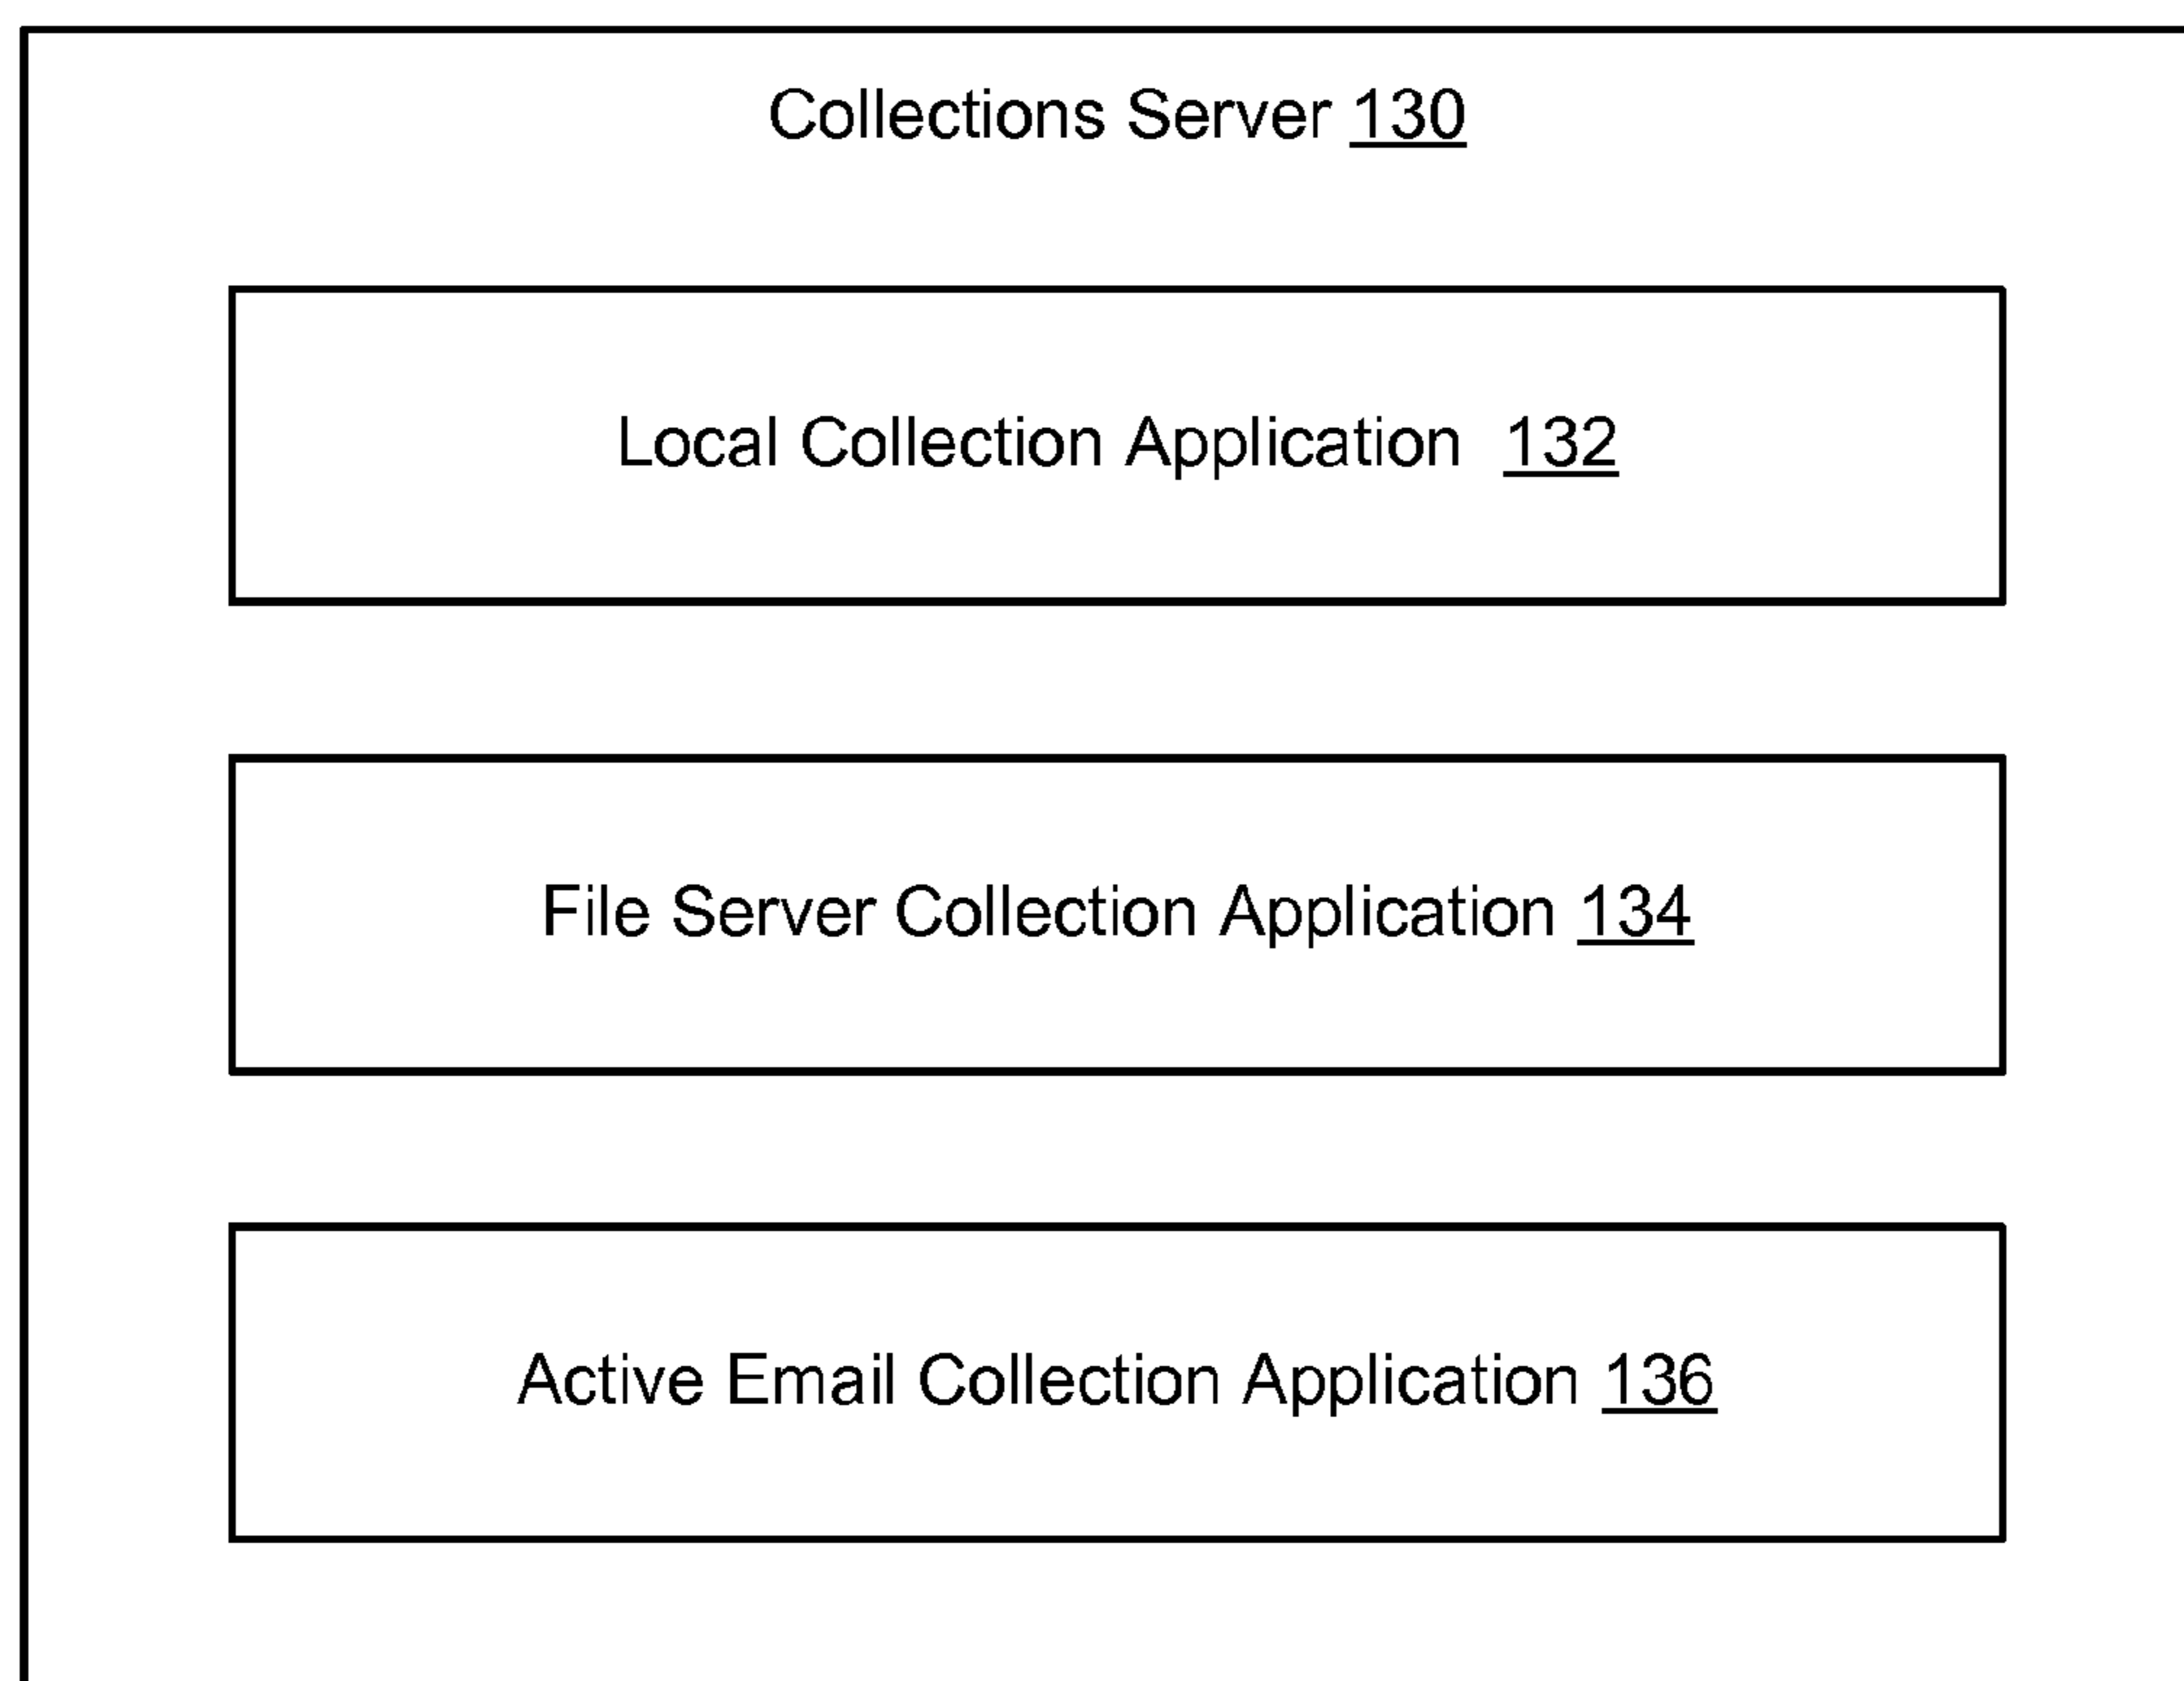 Collections Server 130
Local Collection Application 132
File Server Collection Application 134
Active Email Collection Application 136